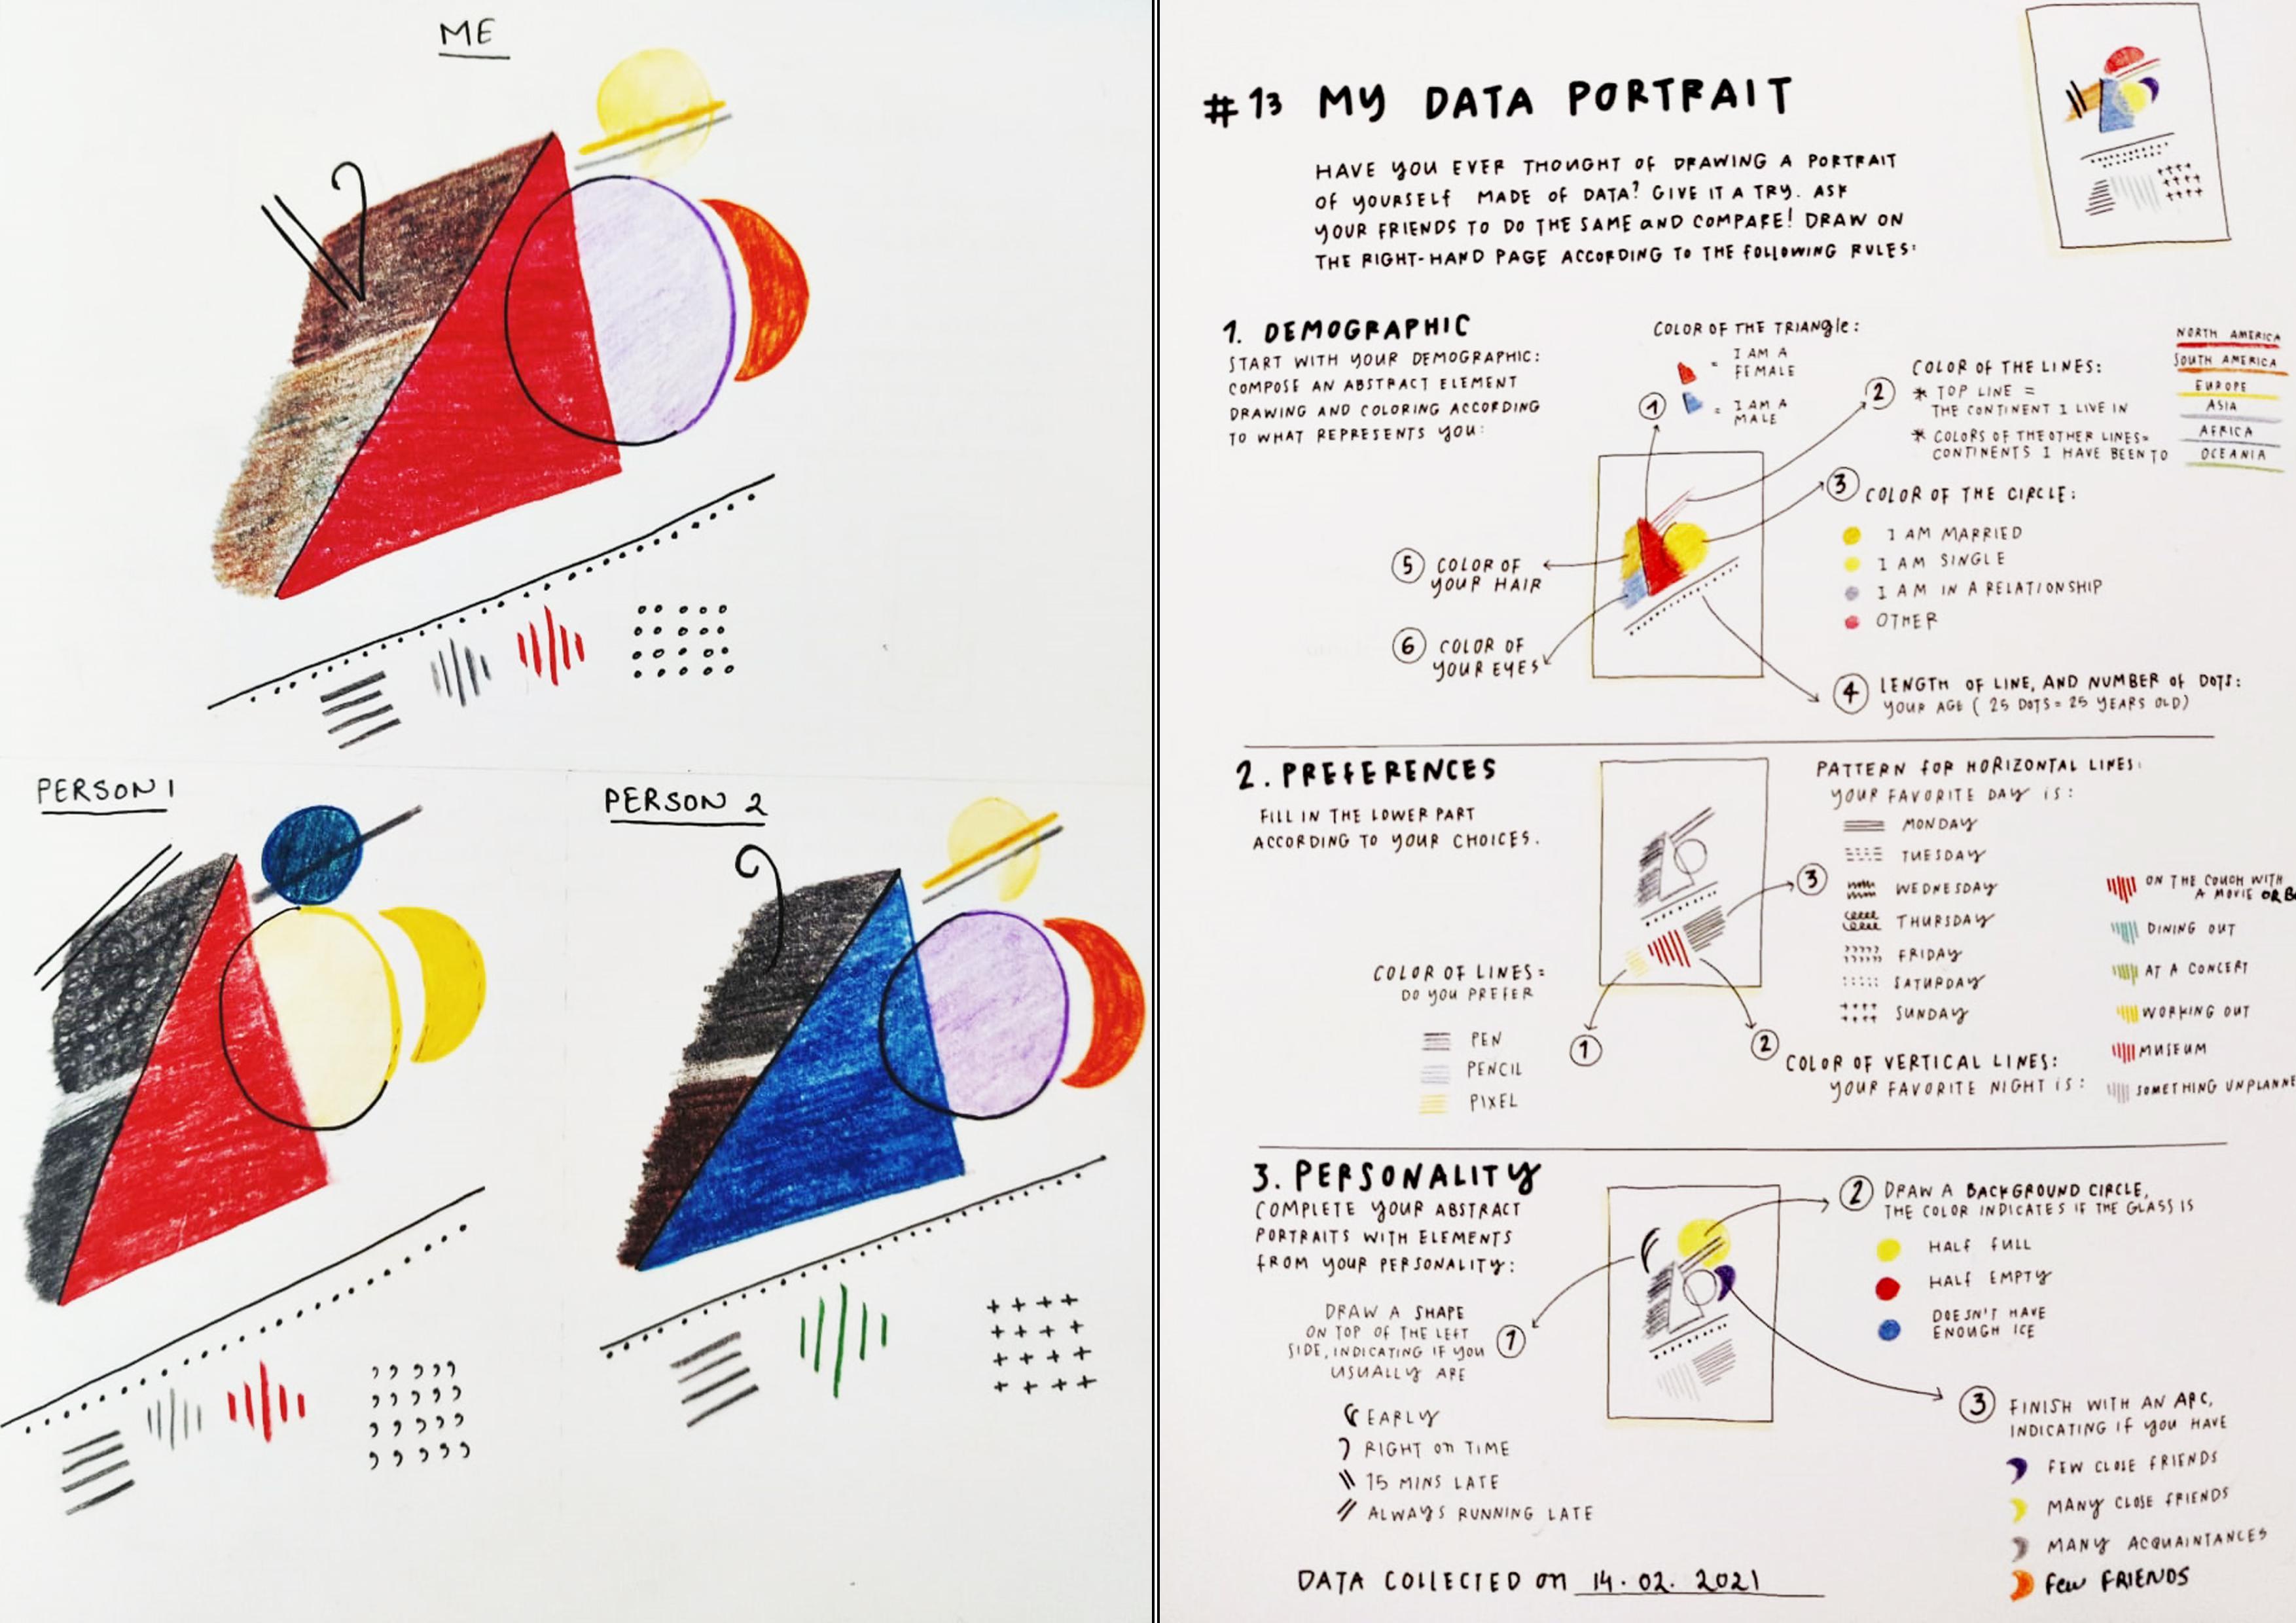 ME
PERSON 1
PERSON 2
#13 MY DATA PORTRAIT
HAVE YOU EVER THOUGHT OF DRAWING A PORTRAIT
OF YOURSELF MADE OF DATA? GIVE IT A TRY. ASK
YOUR FRIENDS TO DO THE SAME AND COMPARE! DRAW ON
THE RIGHT-HAND PAGE ACCORDING TO THE FOLLOWING RULES:
1. DEMOGRAPHIC
START WITH YOUR DEMOGRAPHIC:
COMPOSE AN ABSTRACT ELEMENT
DRAWING AND COLORING ACCORDING
TO WHAT REPRESENTS YOU:
COLOR OF THE TRIANGLE:
= I AM A
FEMALE
= I AM A
MALE
1
2
COLOR OF THE LINES:
* TOP LINE =
THE CONTINENT I LIVE IN
* COLORS OF THE OTHER LINES=
CONTINENTS I HAVE BEEN TO
NORTH AMERICA
SOUTH AMERICA
EUROPE
ASIA
AFRICA
OCEANIA
3 COLOR OF THE CIRCLE:
I AM MARRIED
I AM SINGLE
I AM IN A RELATIONSHIP
OTHER
5 COLOR OF
YOUR HAIR
6 COLOR OF
YOUR EYES
4 LENGTH OF LINE, AND NUMBER OF DOTS:
YOUR AGE ( 25 DOTS = 25 YEARS OLD)
2. PREFERENCES
FILL IN THE LOWER PART
ACCORDING TO YOUR CHOICES.
PATTERN FOR HORIZONTAL LINES:
YOUR FAVORITE DAY IS:
MONDAY
TUESDAY
WEDNESDAY
THURSDAY
FRIDAY
SATURDAY
SUNDAY
3
COLOR OF LINES=
DO YOU PREFER
PEN
PENCIL
PIXEL
1
2
COLOR OF VERTICAL LINES:
YOUR FAVORITE NIGHT IS:
ON THE COUCH WITH
A MOVIE OR
DINING OUT
AT A CONCERT
WORKING OUT
MUSEUM
SOMETHING UNPLANNE
3. PERSONALITY
COMPLETE YOUR ABSTRACT
PORTRAITS WITH ELEMENTS
FROM YOUR PERSONALITY:
DRAW A SHAPE
ON TOP OF THE LEFT
SIDE, INDICATING IF YOU
USUALLY ARE
1
EARLY
RIGHT ON TIME
15 MINS LATE
ALWAYS RUNNING LATE
2 DRAW A BACKGROUND CIRCLE,
THE COLOR INDICATES IF THE GLASS IS
HALF FULL
HALF EMPTY
DOESN'T HAVE
ENOUGH ICE
3 FINISH WITH AN ARC,
INDICATING IF YOU HAVE
FEW CLOSE FRIENDS
MANY CLOSE FRIENDS
MANY ACQUAINTANCES
FEW FRIENDS
DATA COLLECTED ON 14.02.2021